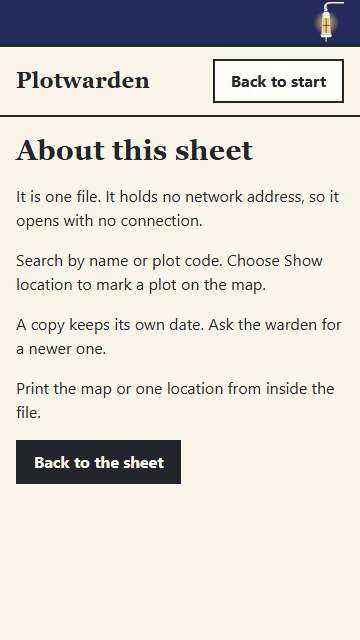 Plotwarden
Back to start
About this sheet
It is one file. It holds no network address, so it
opens with no connection.
Search by name or plot code. Choose Show
location to mark a plot on the map.
A copy keeps its own date. Ask the warden for
a newer one.
Print the map or one location from inside the
file.
Back to the sheet